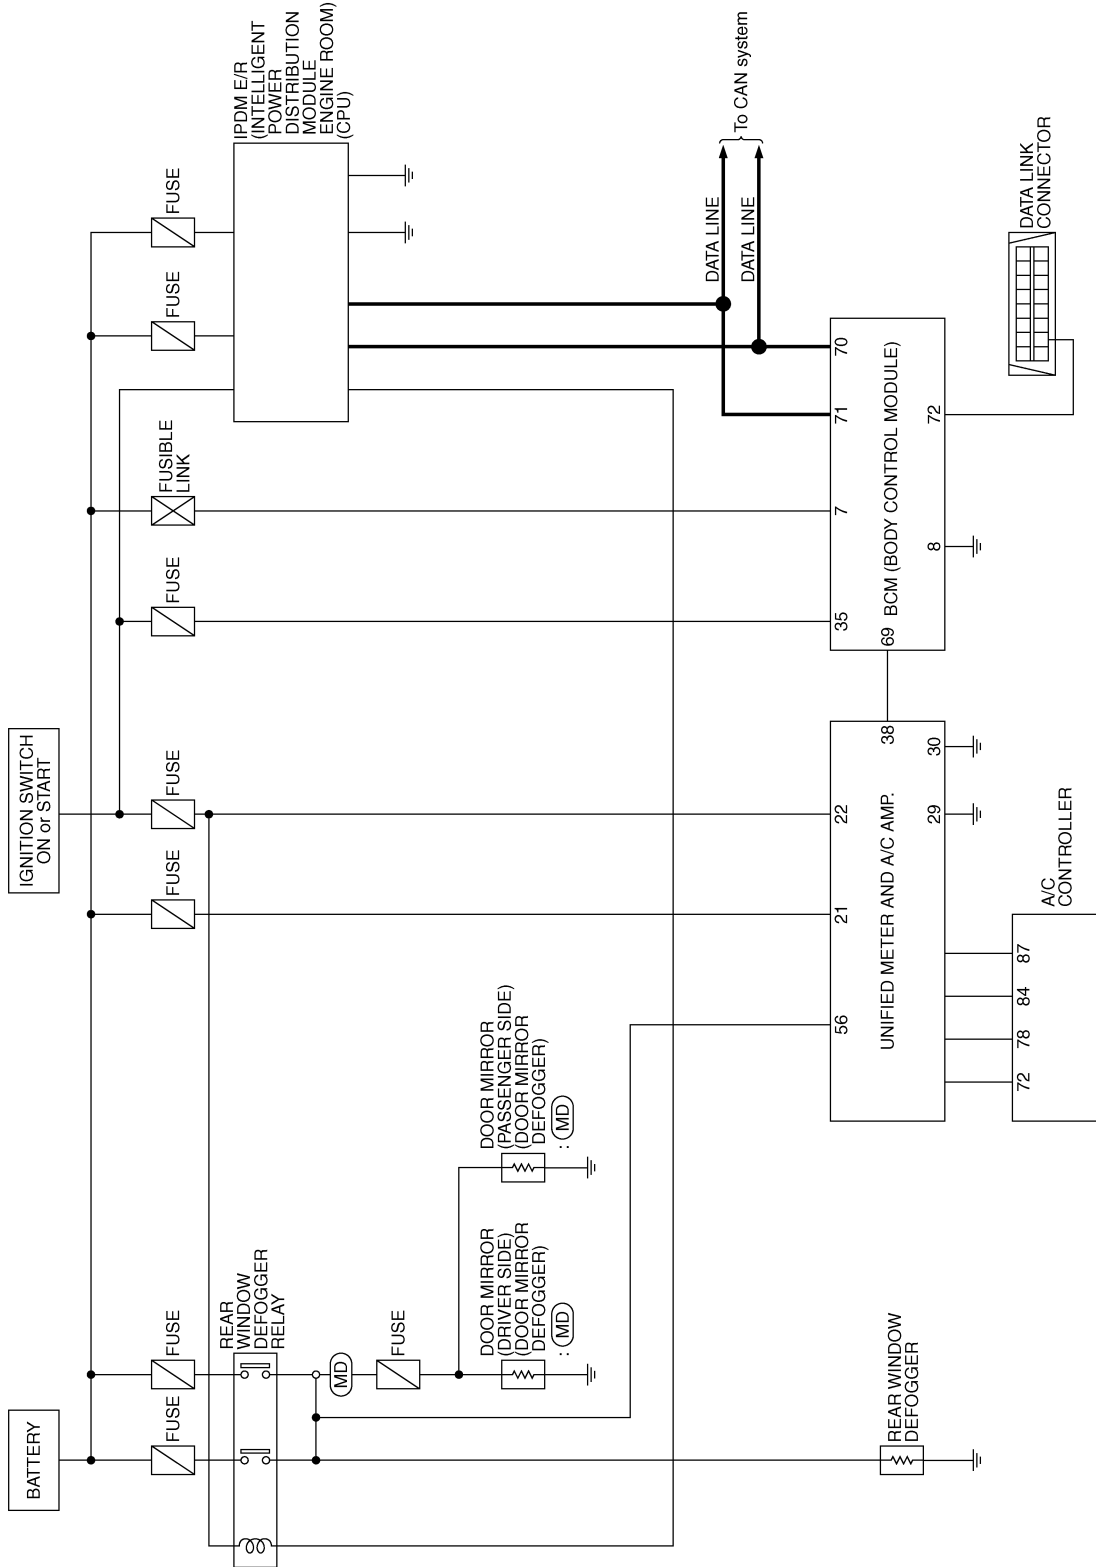 BATTERY
IGNITION SWITCH
ON or START
FUSE
FUSE
FUSE
FUSE
FUSE
FUSIBLE
LINK
FUSE
FUSE
REAR
WINDOW
DEFOGGER
RELAY
IPDM E/R
(INTELLIGENT
POWER
DISTRIBUTION
MODULE
ENGINE ROOM)
(CPU)
MD
FUSE
DOOR MIRROR
(DRIVER SIDE)
(DOOR MIRROR
DEFOGGER)
: MD
DOOR MIRROR
(PASSENGER SIDE)
(DOOR MIRROR
DEFOGGER)
: MD
DATA LINE
DATA LINE
To CAN system
56
21
22
35
7
71
70
UNIFIED METER AND A/C AMP.
38
69
BCM (BODY CONTROL MODULE)
29
30
8
72
REAR WINDOW
DEFOGGER
72
78
84
87
A/C
CONTROLLER
DATA LINK
CONNECTOR